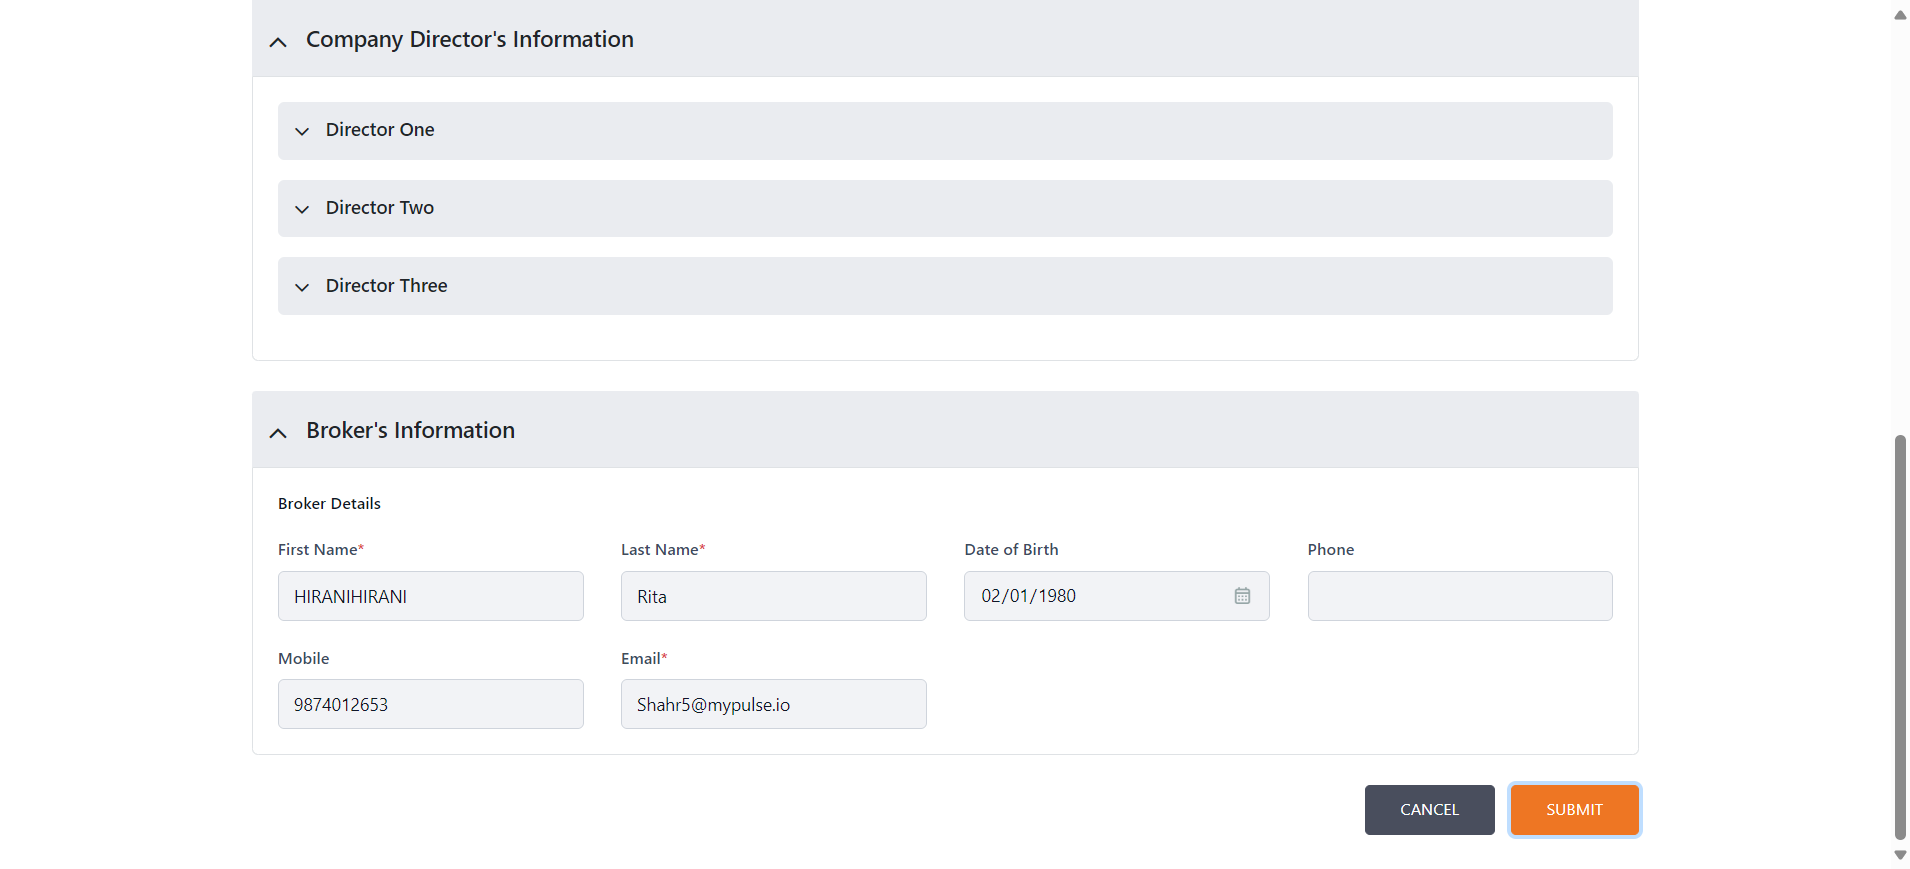 Company Director's Information
Director One
Director Two
Director Three
Broker's Information
Broker Details
First Name* Last Name* Date of Birth Phone
HIRANIHIRANI Rita 02/01/1980
Mobile Email*
9874012653 Shahr5@mypulse.io
CANCEL SUBMIT